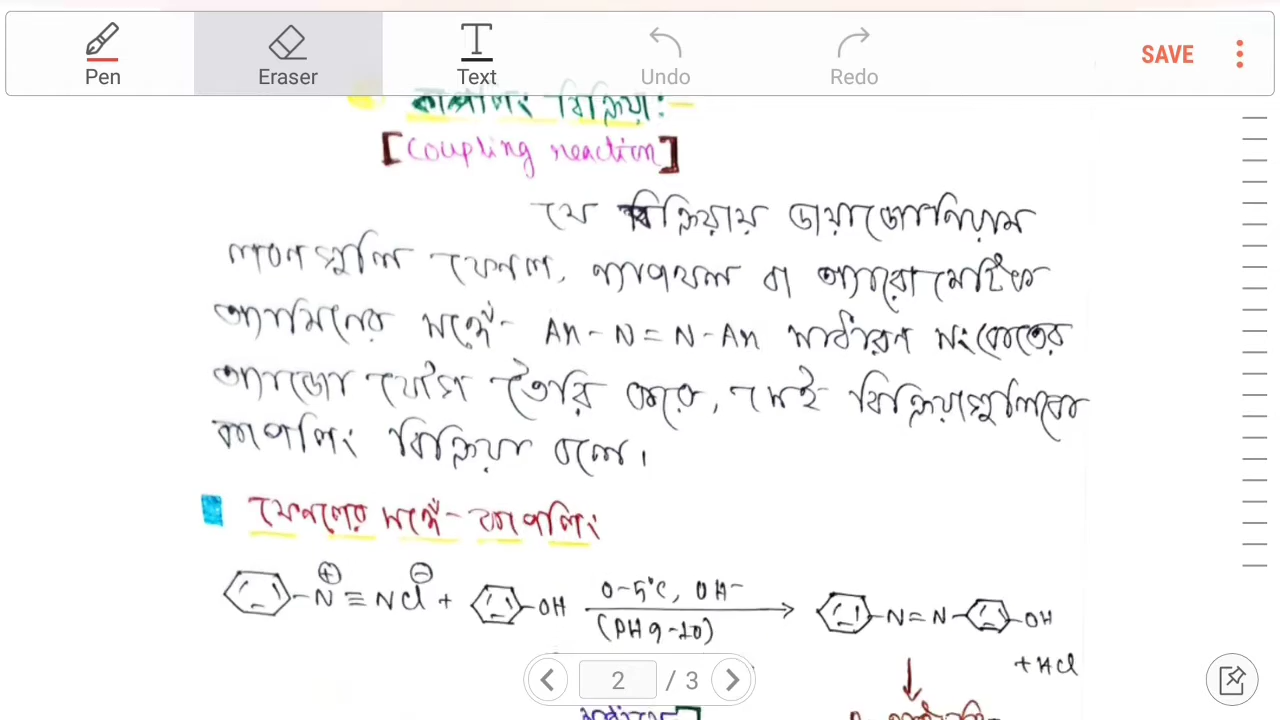 Pen Eraser Text Undo Redo SAVE
কাপলিং বিক্রিয়া:-
[Coupling reaction]
যে বিক্রিয়ায় ডায়াজোনিয়াম
লবনগুলি ফেনল, ন্যাপথল বা অ্যারোমেটিক
অ্যামিনের সঙ্গে Ar-N=N-Ar সাধারণ সংকেতের
অ্যাজো যৌগ তৈরি করে, সেই বিক্রিয়াগুলিকে
কাপলিং বিক্রিয়া বলে।
ফেনলের সঙ্গে কাপলিং
0-5°C, OH⁻
-N⁺≡NCl⁻ + -OH (PH 9-10) -N=N- -OH
+HCl
2 / 3